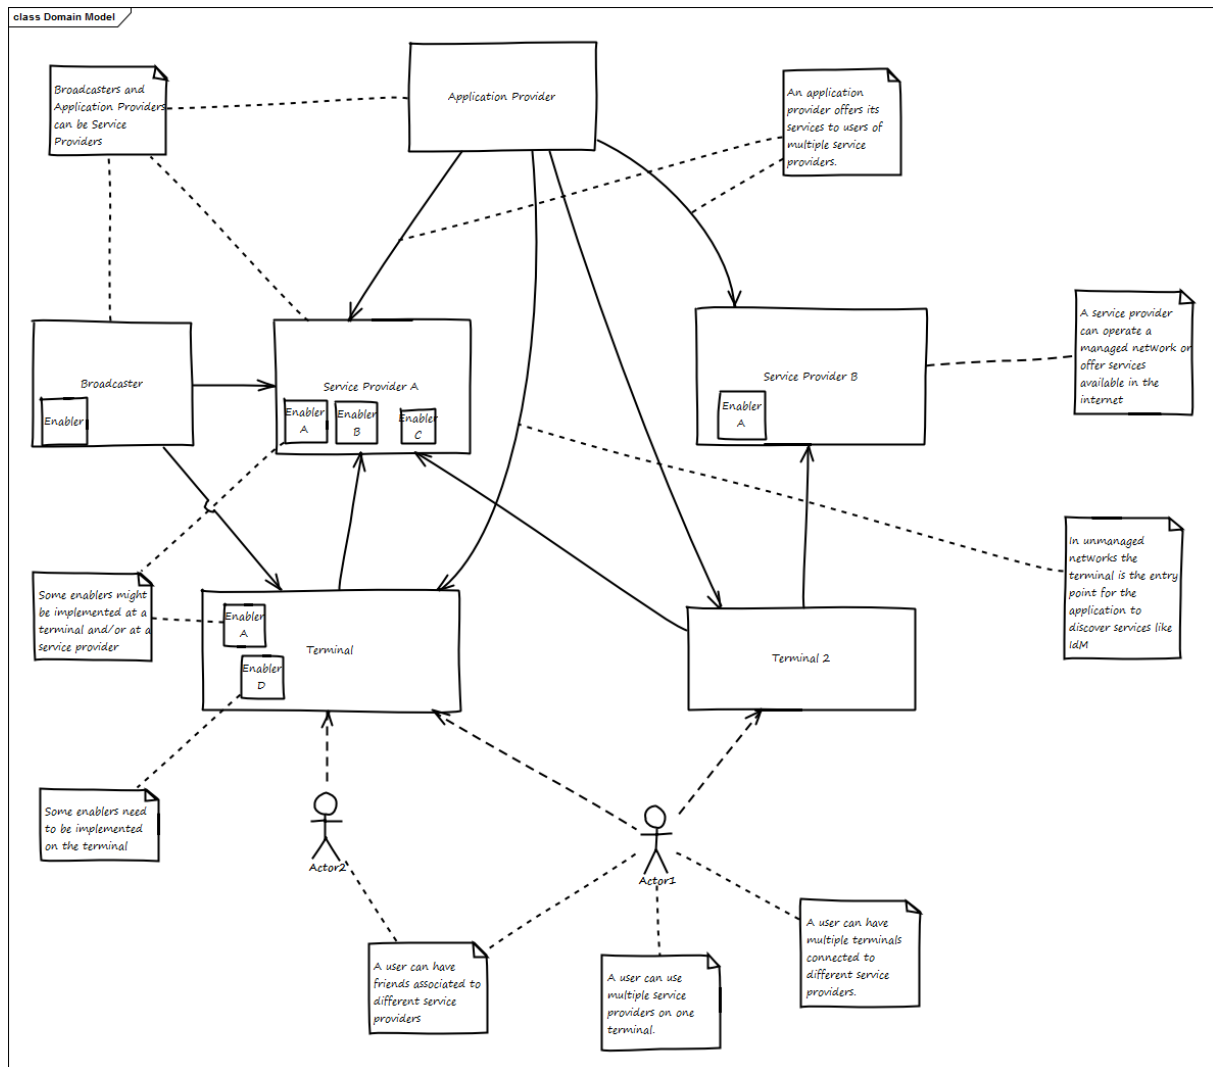 class Domain Model
Application Provider
Broadcasters and
Application Providers
can be Service
Providers
An application
provider offers its
services to users of
multiple service
providers.
Broadcaster
Enabler
Service Provider A
Enabler
A
Enabler
B
Enabler
C
Service Provider B
Enabler
A
A service provider
can operate a
managed network or
offer services
available in the
internet
In unmanaged
networks the
terminal is the entry
point for the
application to
discover services like
IdM
Some enablers might
be implemented at a
terminal and/or at a
service provider
Enabler
A
Enabler
D
Terminal
Terminal 2
Some enablers need
to be implemented
on the terminal
Actor2
Actor1
A user can have
friends associated to
different service
providers
A user can use
multiple service
providers on one
terminal.
A user can have
multiple terminals
connected to
different service
providers.